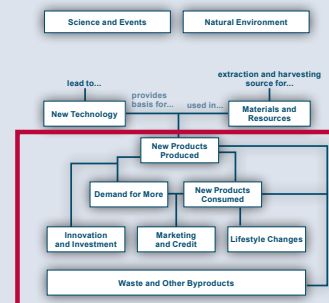 Science and Events
Natural Environment
lead to...
extraction and harvesting
source for...
provides
basis for...
used in...
New Technology
Materials and
Resources
New Products
Produced
Demand for More
New Products
Consumed
Innovation
and Investment
Marketing
and Credit
Lifestyle Changes
Waste and Other Byproducts